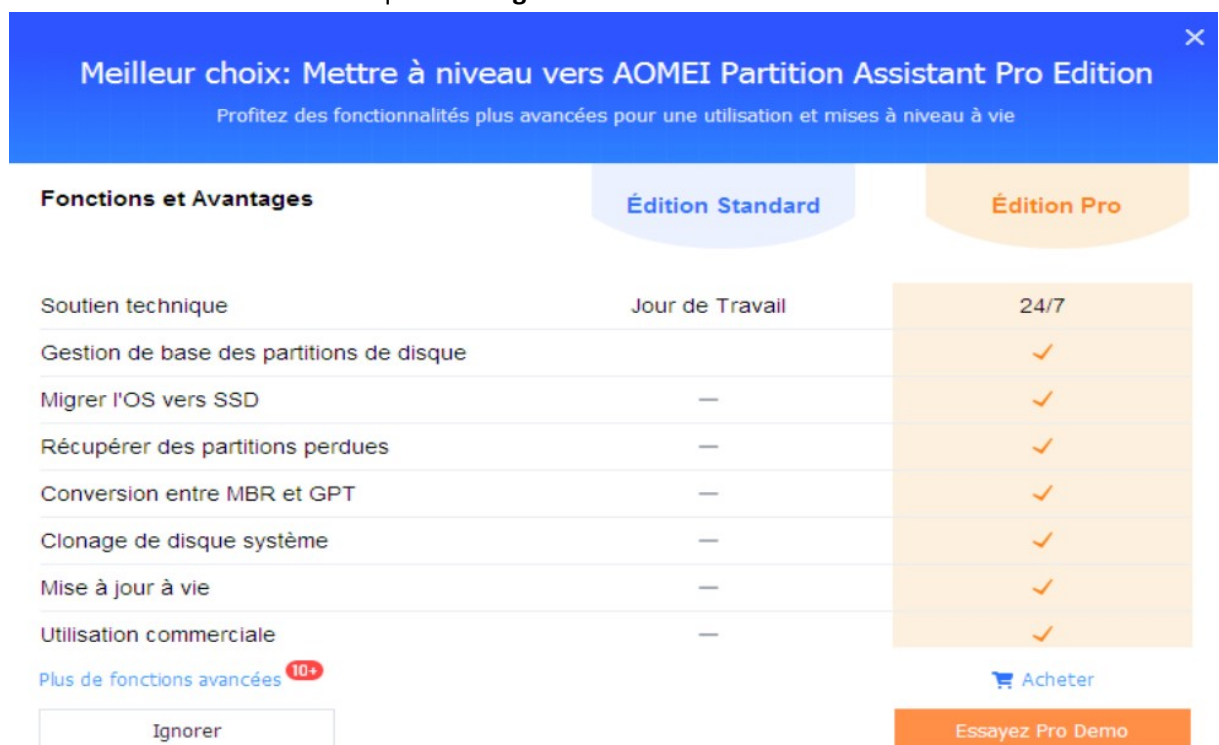 ×
Meilleur choix: Mettre à niveau vers AOMEI Partition Assistant Pro Edition
Profitez des fonctionnalités plus avancées pour une utilisation et mises à niveau à vie
Fonctions et Avantages Édition Standard Édition Pro
Soutien technique Jour de Travail 24/7
Gestion de base des partitions de disque ✓
Migrer l'OS vers SSD — ✓
Récupérer des partitions perdues — ✓
Conversion entre MBR et GPT — ✓
Clonage de disque système — ✓
Mise à jour à vie — ✓
Utilisation commerciale — ✓
Plus de fonctions avancées 10+ Acheter
Ignorer Essayez Pro Demo